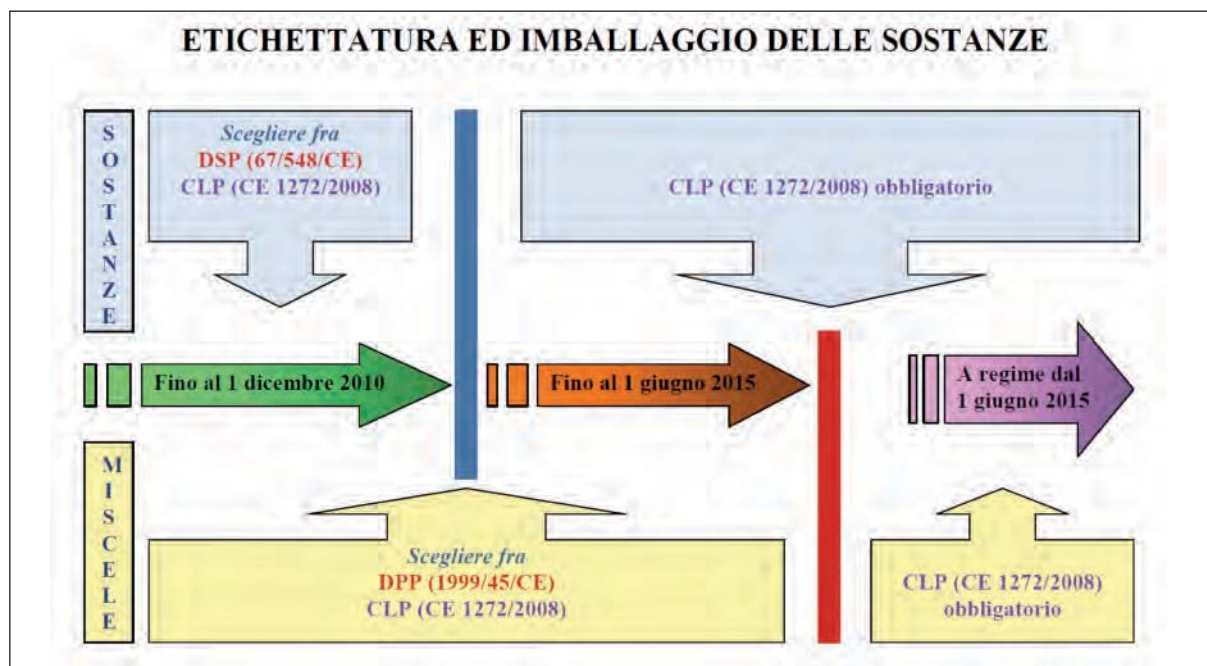 ETICHETTATURA ED IMBALLAGGIO DELLE SOSTANZE
SOSTANZE
Scegliere fra
DSP (67/548/CE)
CLP (CE 1272/2008)
CLP (CE 1272/2008) obbligatorio
Fino al 1 dicembre 2010
Fino al 1 giugno 2015
A regime dal
1 giugno 2015
MISCELE
Scegliere fra
DPP (1999/45/CE)
CLP (CE 1272/2008)
CLP (CE 1272/2008)
obbligatorio